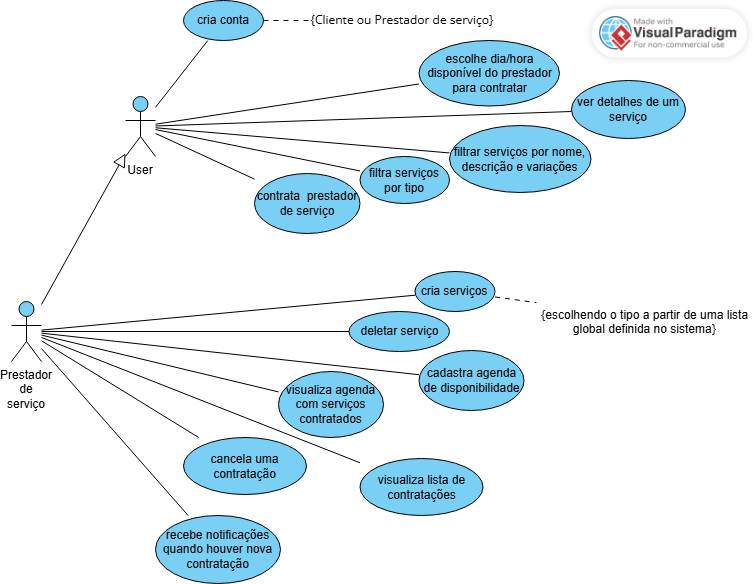 cria conta
{Cliente ou Prestador de serviço}
Made with
VisualParadigm
For non-commercial use
escolhe dia/hora
disponível do prestador
para contratar
ver detalhes de um
serviço
filtrar serviços por nome,
descrição e variações
filtra serviços
por tipo
contrata prestador
de serviço
User
cria serviços
{escolhendo o tipo a partir de uma lista
global definida no sistema}
deletar serviço
Prestador
de
serviço
cadastra agenda
de disponibilidade
visualiza agenda
com serviços
contratados
cancela uma
contratação
visualiza lista de
contratações
recebe notificações
quando houver nova
contratação